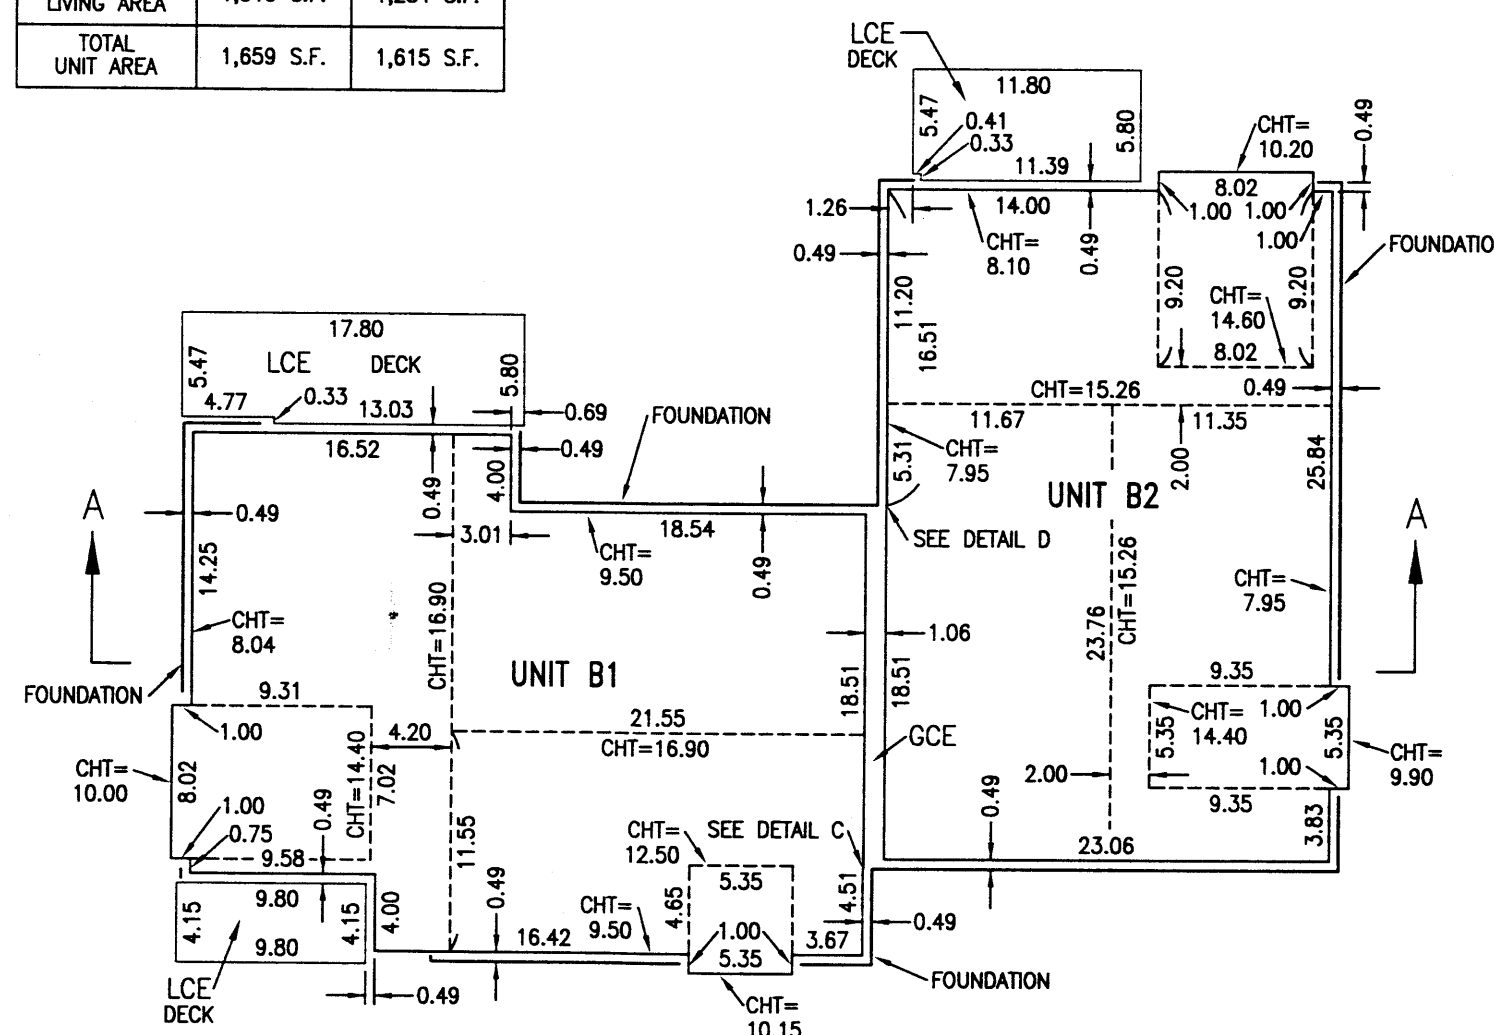 LIVING AREA
TOTAL
UNIT AREA
1,659 S.F.
1,615 S.F.
LCE
DECK
11.80
5.47
0.41
0.33
5.80
11.39
CHT=
10.20
0.49
8.02
1.00
1.00
1.00
1.26
14.00
0.49
CHT=
8.10
0.49
FOUNDATIO
11.20
16.51
9.20
9.20
CHT=
14.60
8.02
17.80
5.47
LCE
DECK
5.80
4.77
0.33
13.03
0.69
FOUNDATION
CHT=15.26
0.49
11.67
11.35
16.52
0.49
4.00
0.49
5.31
CHT=
7.95
2.00
25.84
A
0.49
UNIT B2
A
3.01
18.54
SEE DETAIL D
14.25
CHT=
9.50
0.49
CHT=
8.04
CHT=16.90
23.76
CHT=15.26
CHT=
7.95
1.06
FOUNDATION
UNIT B1
18.51
18.51
9.31
9.35
1.00
4.20
21.55
CHT=16.90
GCE
CHT=
14.40
1.00
5.35
5.35
CHT=
10.00
8.02
CHT=14.40
7.02
2.00
1.00
CHT=
9.90
1.00
0.75
0.49
9.35
0.49
3.83
9.58
11.55
CHT=
12.50
SEE DETAIL C
23.06
9.80
4.15
4.15
4.00
0.49
5.35
4.65
4.51
CHT=
9.50
0.49
9.80
16.42
1.00
3.67
5.35
LCE
DECK
0.49
FOUNDATION
CHT=
10.15